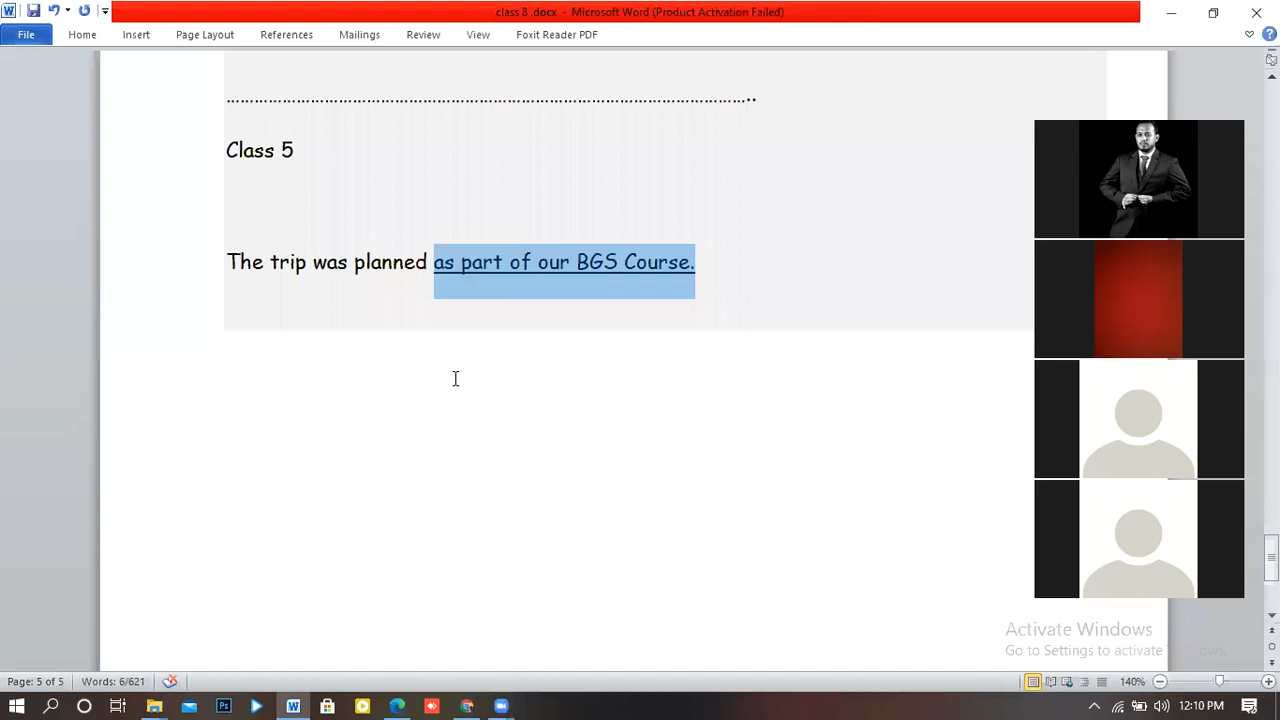 class 8 .docx - Microsoft Word (Product Activation Failed)
File Home Insert Page Layout References Mailings Review View Foxit Reader PDF
……………………………………………………………………………………………………..
Class 5
The trip was planned as part of our BGS Course.
Activate Windows
Go to Settings to activate Windows.
Page: 5 of 5 Words: 6/621 140%
12:10 PM